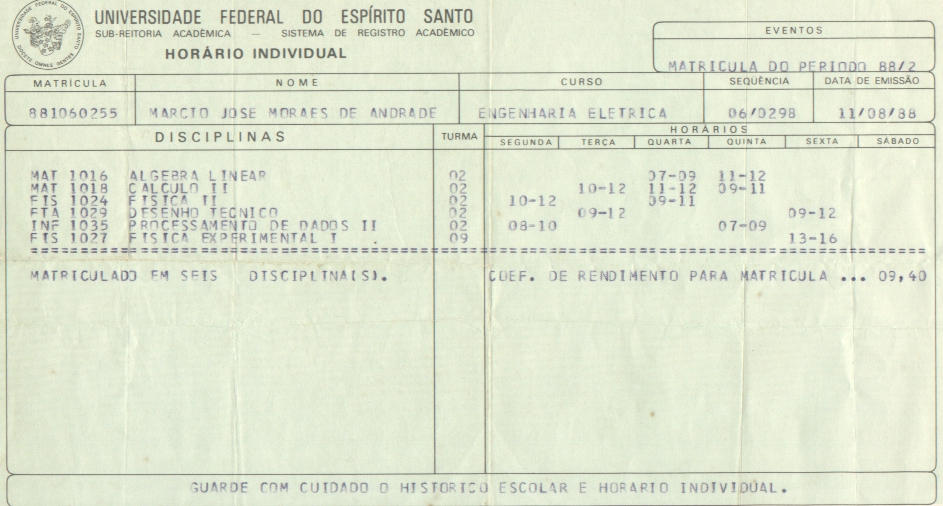 UNIVERSIDADE FEDERAL DO ESPÍRITO SANTO
SUB-REITORIA ACADÊMICA — SISTEMA DE REGISTRO ACADÊMICO
HORÁRIO INDIVIDUAL
EVENTOS
MATRICULA DO PERIODO 88/2
MATRÍCULA NOME CURSO SEQÜÊNCIA DATA DE EMISSÃO
881060255 MARCIO JOSE MORAES DE ANDRADE ENGENHARIA ELETRICA 06/0298 11/08/88
DISCIPLINAS TURMA HORÁRIOS
SEGUNDA TERÇA QUARTA QUINTA SEXTA SÁBADO
MAT 1016 ALGEBRA LINEAR 02 07-09 11-12
MAT 1018 CALCULO II 02 10-12 11-12 09-11
FIS 1024 FISICA II 02 10-12 09-11
FTA 1029 DESENHO TECNICO 02 09-12 09-12
INF 1035 PROCESSAMENTO DE DADOS II 02 08-10 07-09
FIS 1027 FISICA EXPERIMENTAL I . 09 13-16
MATRICULADO EM SEIS DISCIPLINA(S). COEF. DE RENDIMENTO PARA MATRICULA ... 09,40
GUARDE COM CUIDADO O HISTORICO ESCOLAR E HORARIO INDIVIDUAL.